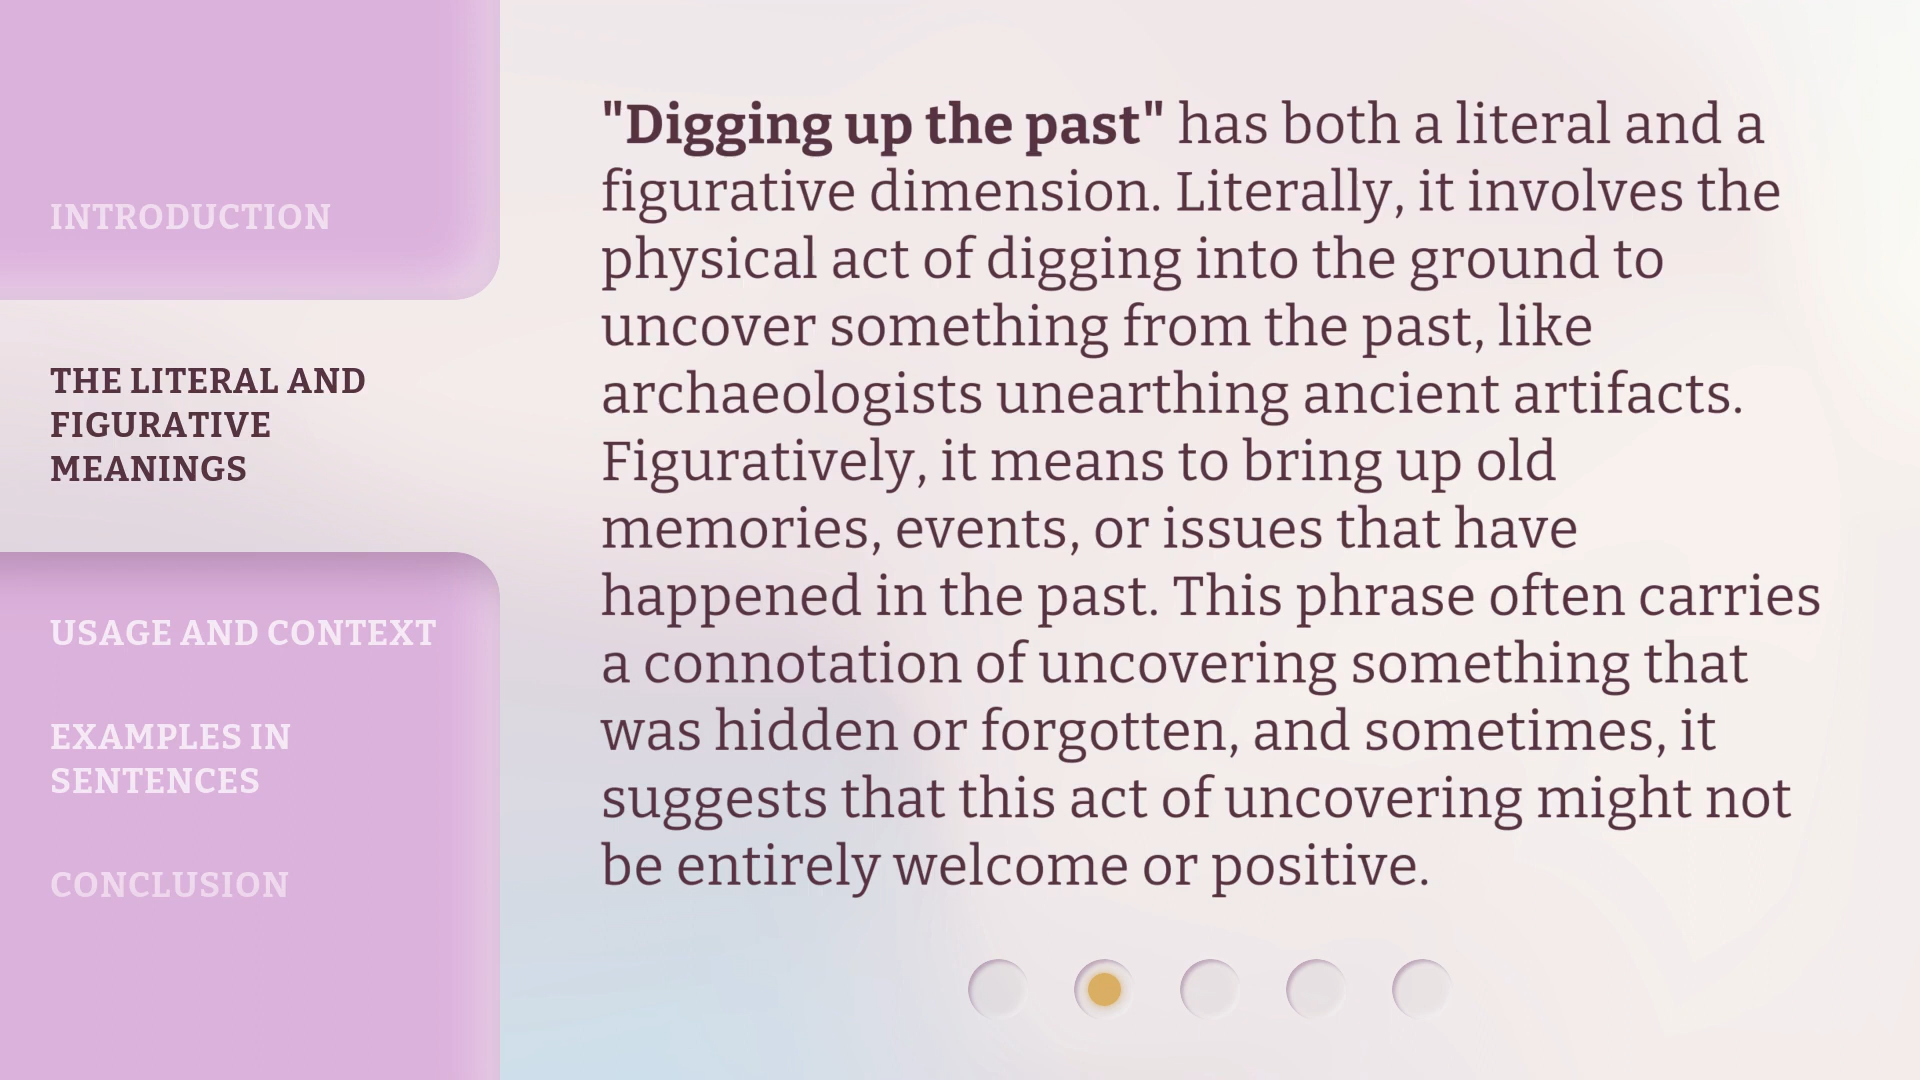 INTRODUCTION
THE LITERAL AND
FIGURATIVE
MEANINGS
USAGE AND CONTEXT
EXAMPLES IN
SENTENCES
CONCLUSION
"Digging up the past" has both a literal and a
figurative dimension. Literally, it involves the
physical act of digging into the ground to
uncover something from the past, like
archaeologists unearthing ancient artifacts.
Figuratively, it means to bring up old
memories, events, or issues that have
happened in the past. This phrase often carries
a connotation of uncovering something that
was hidden or forgotten, and sometimes, it
suggests that this act of uncovering might not
be entirely welcome or positive.